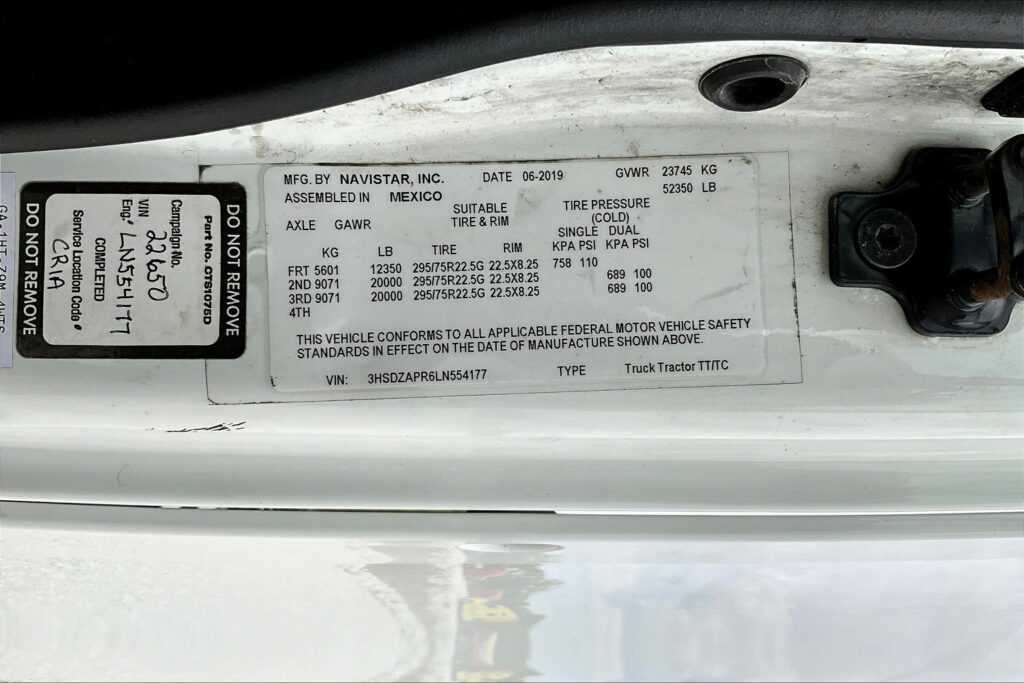 MFG. BY NAVISTAR, INC. DATE 06-2019 GVWR 23745 KG
52350 LB
ASSEMBLED IN MEXICO
SUITABLE TIRE PRESSURE
AXLE GAWR TIRE & RIM (COLD)
SINGLE DUAL
KG LB TIRE RIM KPA PSI KPA PSI
FRT 5601 12350 295/75R22.5G 22.5X8.25 758 110
2ND 9071 20000 295/75R22.5G 22.5X8.25 689 100
3RD 9071 20000 295/75R22.5G 22.5X8.25 689 100
4TH
THIS VEHICLE CONFORMS TO ALL APPLICABLE FEDERAL MOTOR VEHICLE SAFETY
STANDARDS IN EFFECT ON THE DATE OF MANUFACTURE SHOWN ABOVE.
VIN: 3HSDZAPR6LN554177 TYPE Truck Tractor TT/TC
DO NOT REMOVE
Part No. CTS1075D
Campaign No.
22650
VIN
Eng. LN554177
COMPLETED
Service Location Code
CR1A
DO NOT REMOVE